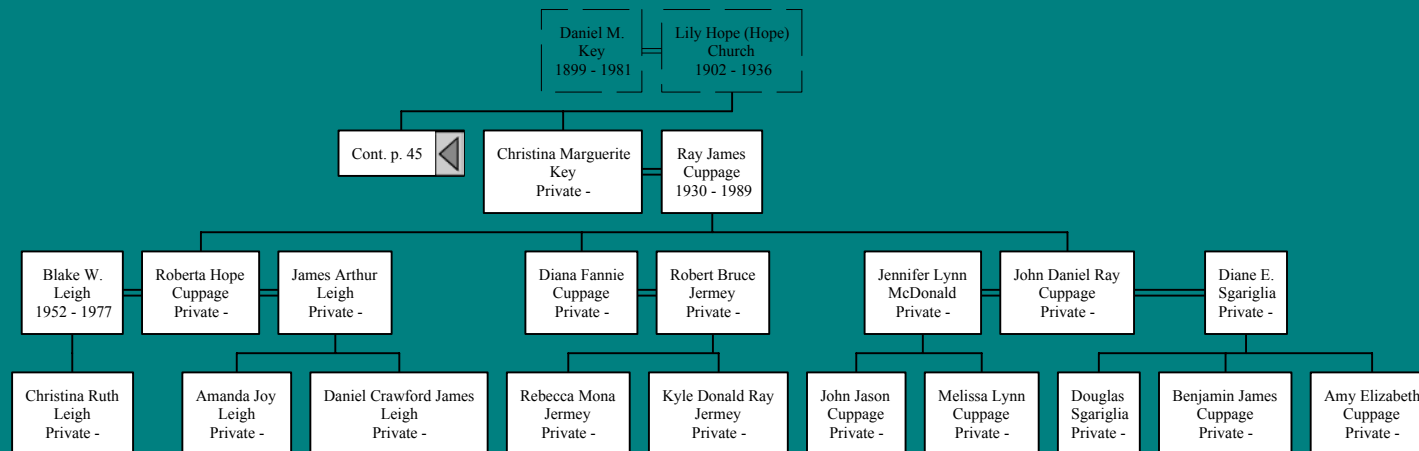 Daniel M.
Key
1899 - 1981
Lily Hope (Hope)
Church
1902 - 1936
Cont. p. 45
Christina Marguerite
Key
Private -
Ray James
Cuppage
1930 - 1989
Blake W.
Leigh
1952 - 1977
Roberta Hope
Cuppage
Private -
James Arthur
Leigh
Private -
Diana Fannie
Cuppage
Private -
Robert Bruce
Jermey
Private -
Jennifer Lynn
McDonald
Private -
John Daniel Ray
Cuppage
Private -
Diane E.
Sgariglia
Private -
Christina Ruth
Leigh
Private -
Amanda Joy
Leigh
Private -
Daniel Crawford James
Leigh
Private -
Rebecca Mona
Jermey
Private -
Kyle Donald Ray
Jermey
Private -
John Jason
Cuppage
Private -
Melissa Lynn
Cuppage
Private -
Douglas
Sgariglia
Private -
Benjamin James
Cuppage
Private -
Amy Elizabeth
Cuppage
Private -